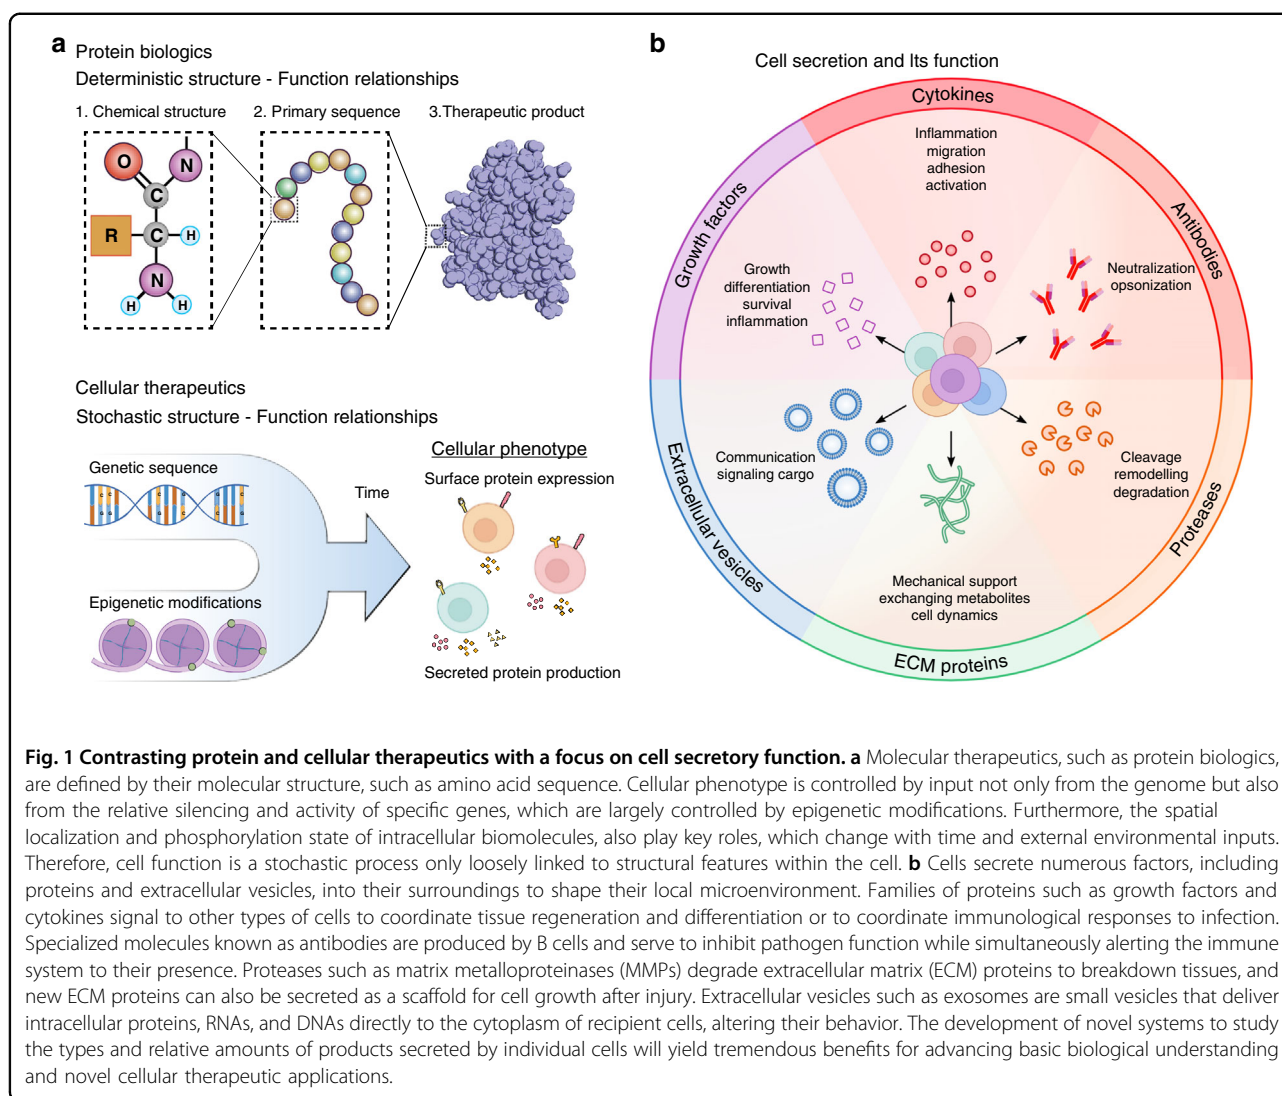 a
Protein biologics
Deterministic structure - Function relationships
1. Chemical structure
2. Primary sequence
3.Therapeutic product
O
N
C
R
C
H
N
H
H
Cellular therapeutics
Stochastic structure - Function relationships
Genetic sequence
Epigenetic modifications
Time
Cellular phenotype
Surface protein expression
Secreted protein production
b
Cell secretion and Its function
Cytokines
Inflammation
migration
adhesion
activation
Antibodies
Neutralization
opsonization
Proteases
Cleavage
remodelling
degradation
ECM proteins
Mechanical support
exchanging metabolites
cell dynamics
Extracellular vesicles
Communication
signaling cargo
Growth factors
Growth
differentiation
survival
inflammation
Fig. 1 Contrasting protein and cellular therapeutics with a focus on cell secretory function. a Molecular therapeutics, such as protein biologics,
are defined by their molecular structure, such as amino acid sequence. Cellular phenotype is controlled by input not only from the genome but also
from the relative silencing and activity of specific genes, which are largely controlled by epigenetic modifications. Furthermore, the spatial
localization and phosphorylation state of intracellular biomolecules, also play key roles, which change with time and external environmental inputs.
Therefore, cell function is a stochastic process only loosely linked to structural features within the cell. b Cells secrete numerous factors, including
proteins and extracellular vesicles, into their surroundings to shape their local microenvironment. Families of proteins such as growth factors and
cytokines signal to other types of cells to coordinate tissue regeneration and differentiation or to coordinate immunological responses to infection.
Specialized molecules known as antibodies are produced by B cells and serve to inhibit pathogen function while simultaneously alerting the immune
system to their presence. Proteases such as matrix metalloproteinases (MMPs) degrade extracellular matrix (ECM) proteins to breakdown tissues, and
new ECM proteins can also be secreted as a scaffold for cell growth after injury. Extracellular vesicles such as exosomes are small vesicles that deliver
intracellular proteins, RNAs, and DNAs directly to the cytoplasm of recipient cells, altering their behavior. The development of novel systems to study
the types and relative amounts of products secreted by individual cells will yield tremendous benefits for advancing basic biological understanding
and novel cellular therapeutic applications.